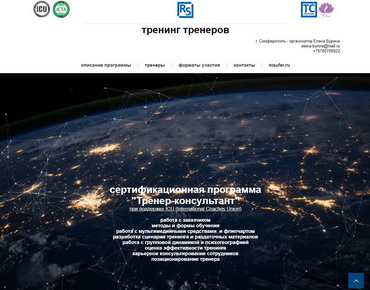 ICU
ICTA
RS
TC
тренинг тренеров
г. Симферополь - организатор Елена Бурина
elena-burina@mail.ru
+79780798922
описание программы
тренеры
форматы участия
контакты
staufer.ru
сертификационная программа
"Тренер-консультант"
при поддержке ICU (International Coaches Union)
работа с заказчиком
методы и формы обучения
работа с мультимедийными средствами и флипчартом
разработка сценария тренинга и раздаточных материалов
работа с групповой динамикой и психогеографией
оценка эффективности тренинга
карьерное консультирование сотрудников
позиционирование тренера